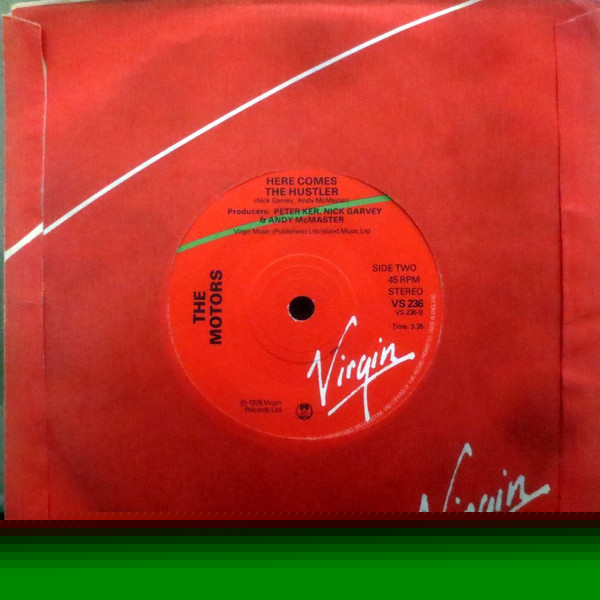 HERE COMES
THE HUSTLER
(Nick Garvey, Andy McMaster)
Producers: PETER KER, NICK GARVEY
& ANDY McMASTER
Virgin Music (Publishers) Ltd/Island Music Ltd
SIDE TWO
45 RPM
STEREO
VS 236
VS 236-B
Time: 3.35
THE
MOTORS
Virgin
℗ 1978 Virgin
Records Ltd.
Virgin